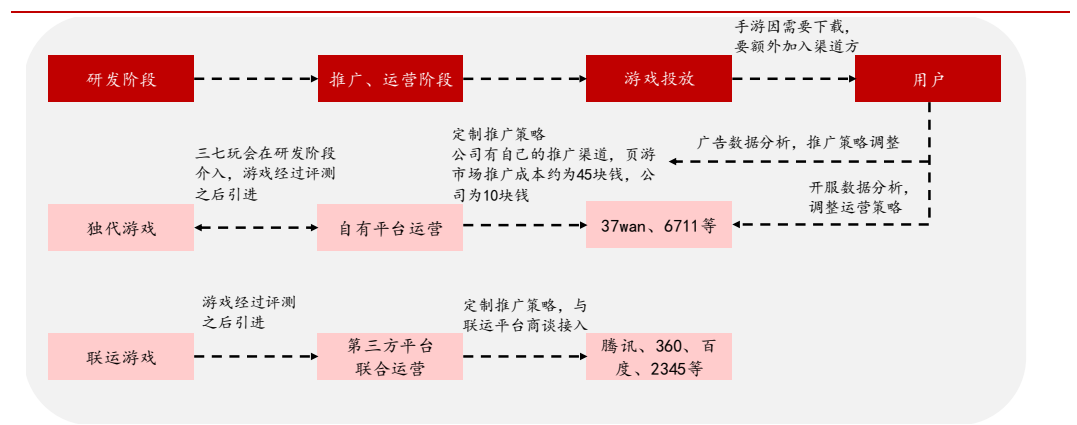 手游因需要下载，
要额外加入渠道方
研发阶段
推广、运营阶段
游戏投放
用户
三七玩会在研发阶段
介入，游戏经过评测
之后引进
定制推广策略
公司有自己的推广渠道，页游
市场推广成本约为45块钱，公
司为10块钱
广告数据分析，推广策略调整
开服数据分析，
调整运营策略
独代游戏
自有平台运营
37wan、6711等
游戏经过评测
之后引进
定制推广策略，与
联运平台商谈接入
联运游戏
第三方平台
联合运营
腾讯、360、百
度、2345等